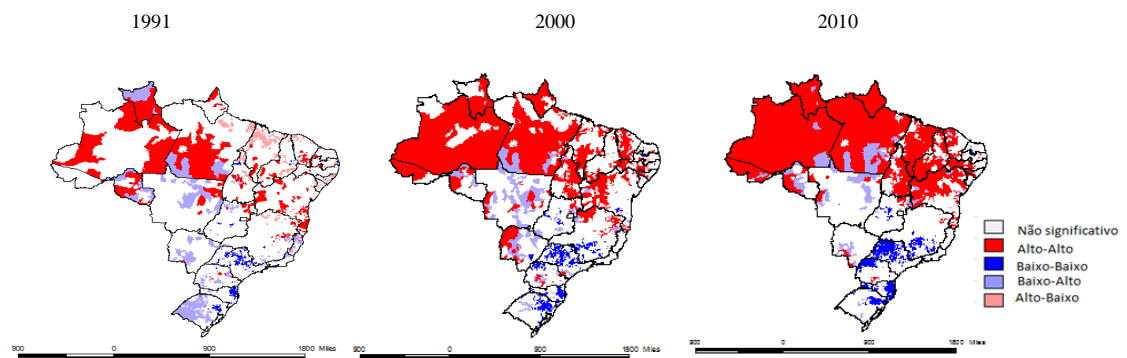 1991 2000 2010
Não significativo
Alto-Alto
Baixo-Baixo
Baixo-Alto
Alto-Baixo
900 0 900 1800 Miles
900 0 900 1800 Miles
900 0 900 1800 Miles